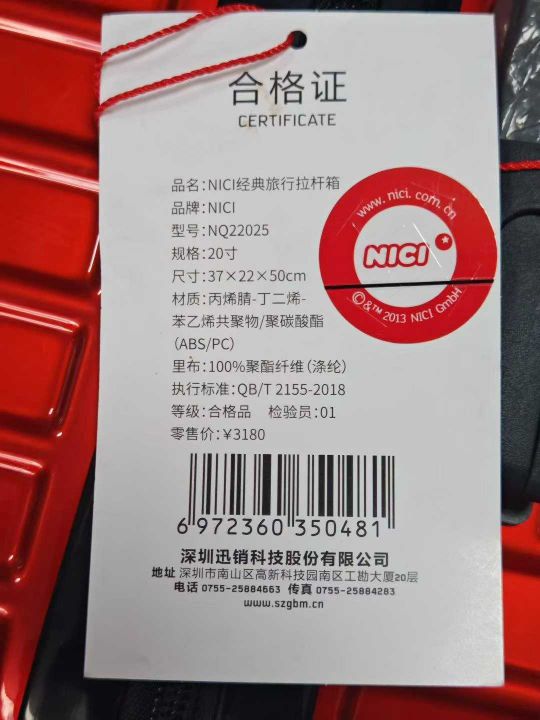 合格证
CERTIFICATE
品名:NICI经典旅行拉杆箱
品牌:NICI
型号:NQ22025
规格:20寸
尺寸:37×22×50cm
材质:丙烯腈-丁二烯-
苯乙烯共聚物/聚碳酸酯
(ABS/PC)
里布:100%聚酯纤维(涤纶)
执行标准:QB/T 2155-2018
等级:合格品 检验员:01
零售价:¥3180
www.nici.com.cn
NICI
©&™ 2013 NICI GmbH
6 972360 350481
深圳迅销科技股份有限公司
地址 深圳市南山区高新科技园南区工勘大厦20层
电话 0755-25884663 传真 0755-25884283
www.szgbm.cn